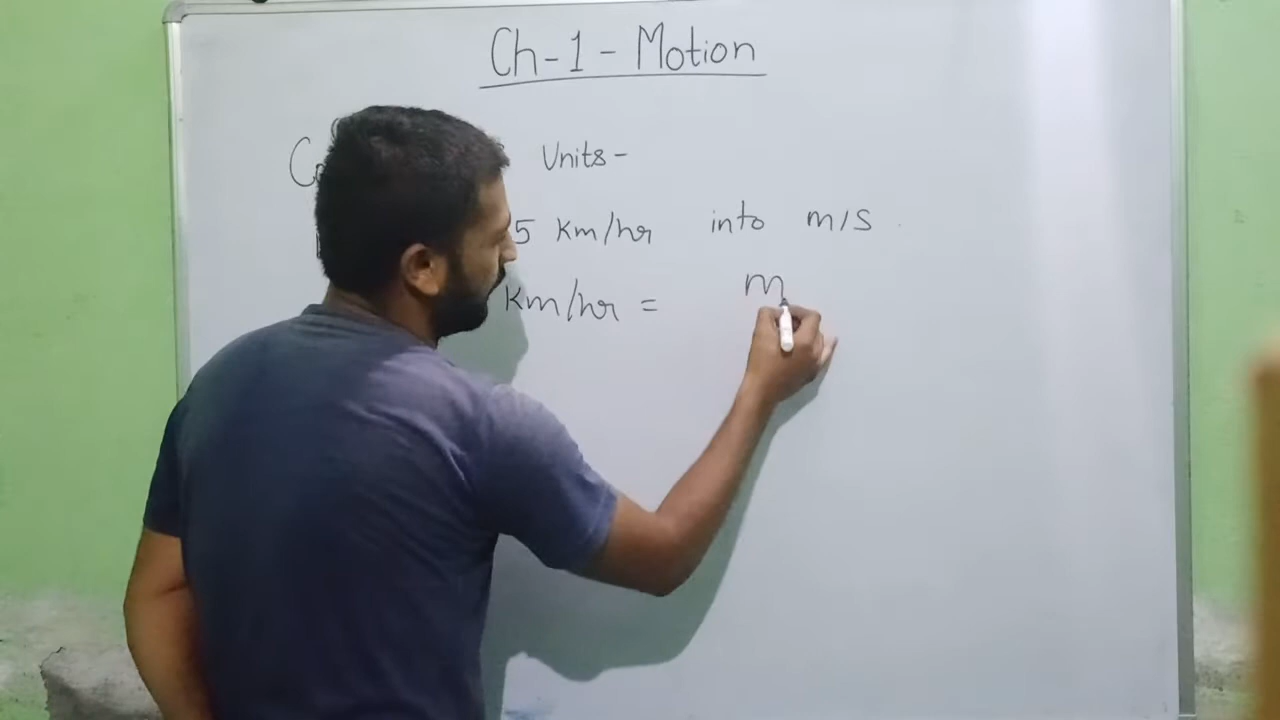 Ch-1 - Motion
Units-
5 Km/hr into m/s.
Km/hr = m